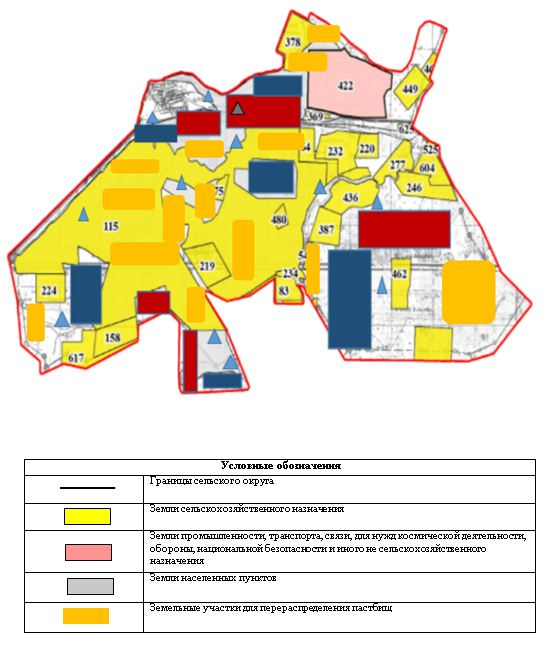 378
422
449
369
625
232
220
277
525
604
246
436
387
75
115
480
219
234
83
462
224
158
617
Условные обозначения
Границы сельского округа
Земли сельскохозяйственного назначения
Земли промышленности, транспорта, связи, для нужд космической деятельности,
обороны, национальной безопасности и иного не сельскохозяйственного
назначения
Земли населенных пунктов
Земельные участки для перераспределения пастбищ